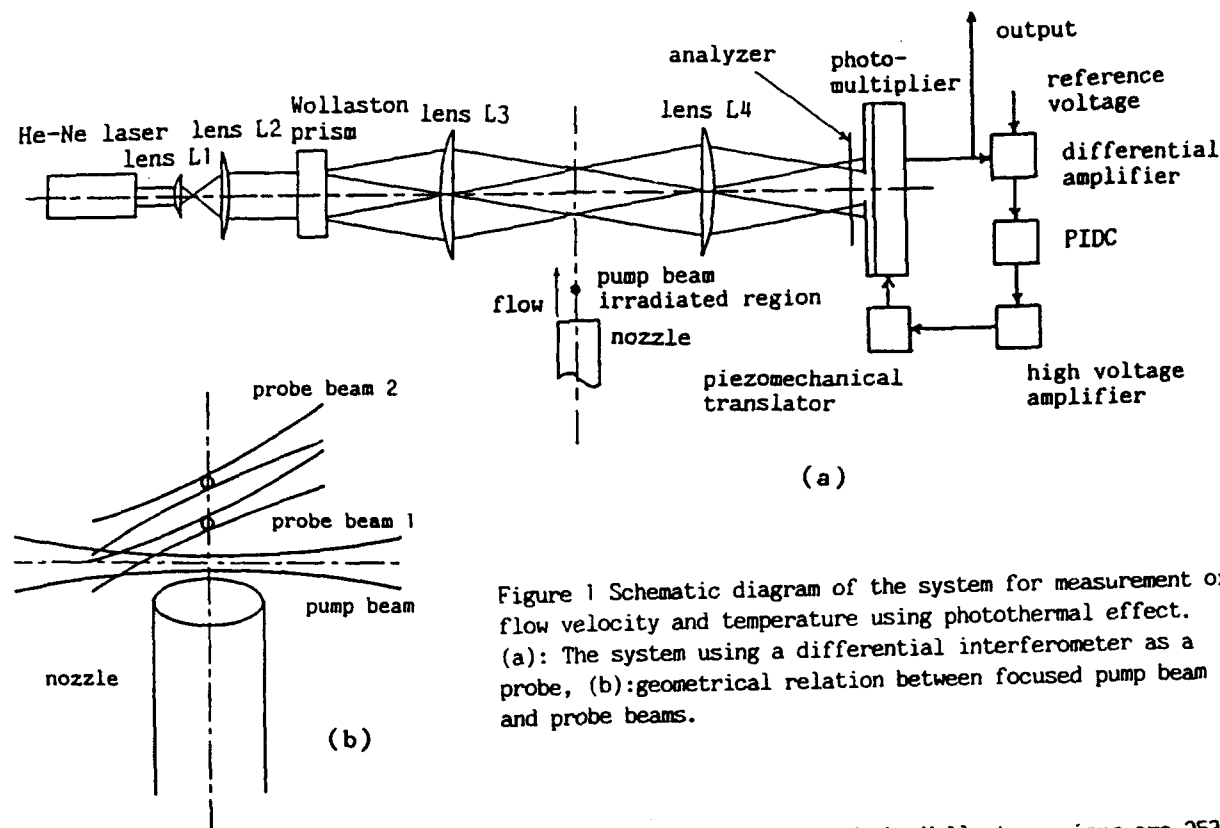 output
analyzer
photo-
multiplier
reference
voltage
Wollaston
prism
lens L3
lens L4
He-Ne laser
lens L2
lens L1
differential
amplifier
PIDC
pump beam
irradiated region
flow
nozzle
piezomechanical
translator
high voltage
amplifier
(a)
probe beam 2
probe beam 1
pump beam
nozzle
(b)
Figure 1 Schematic diagram of the system for measurement o
flow velocity and temperature using photothermal effect.
(a): The system using a differential interferometer as a
probe, (b):geometrical relation between focused pump beam
and probe beams.